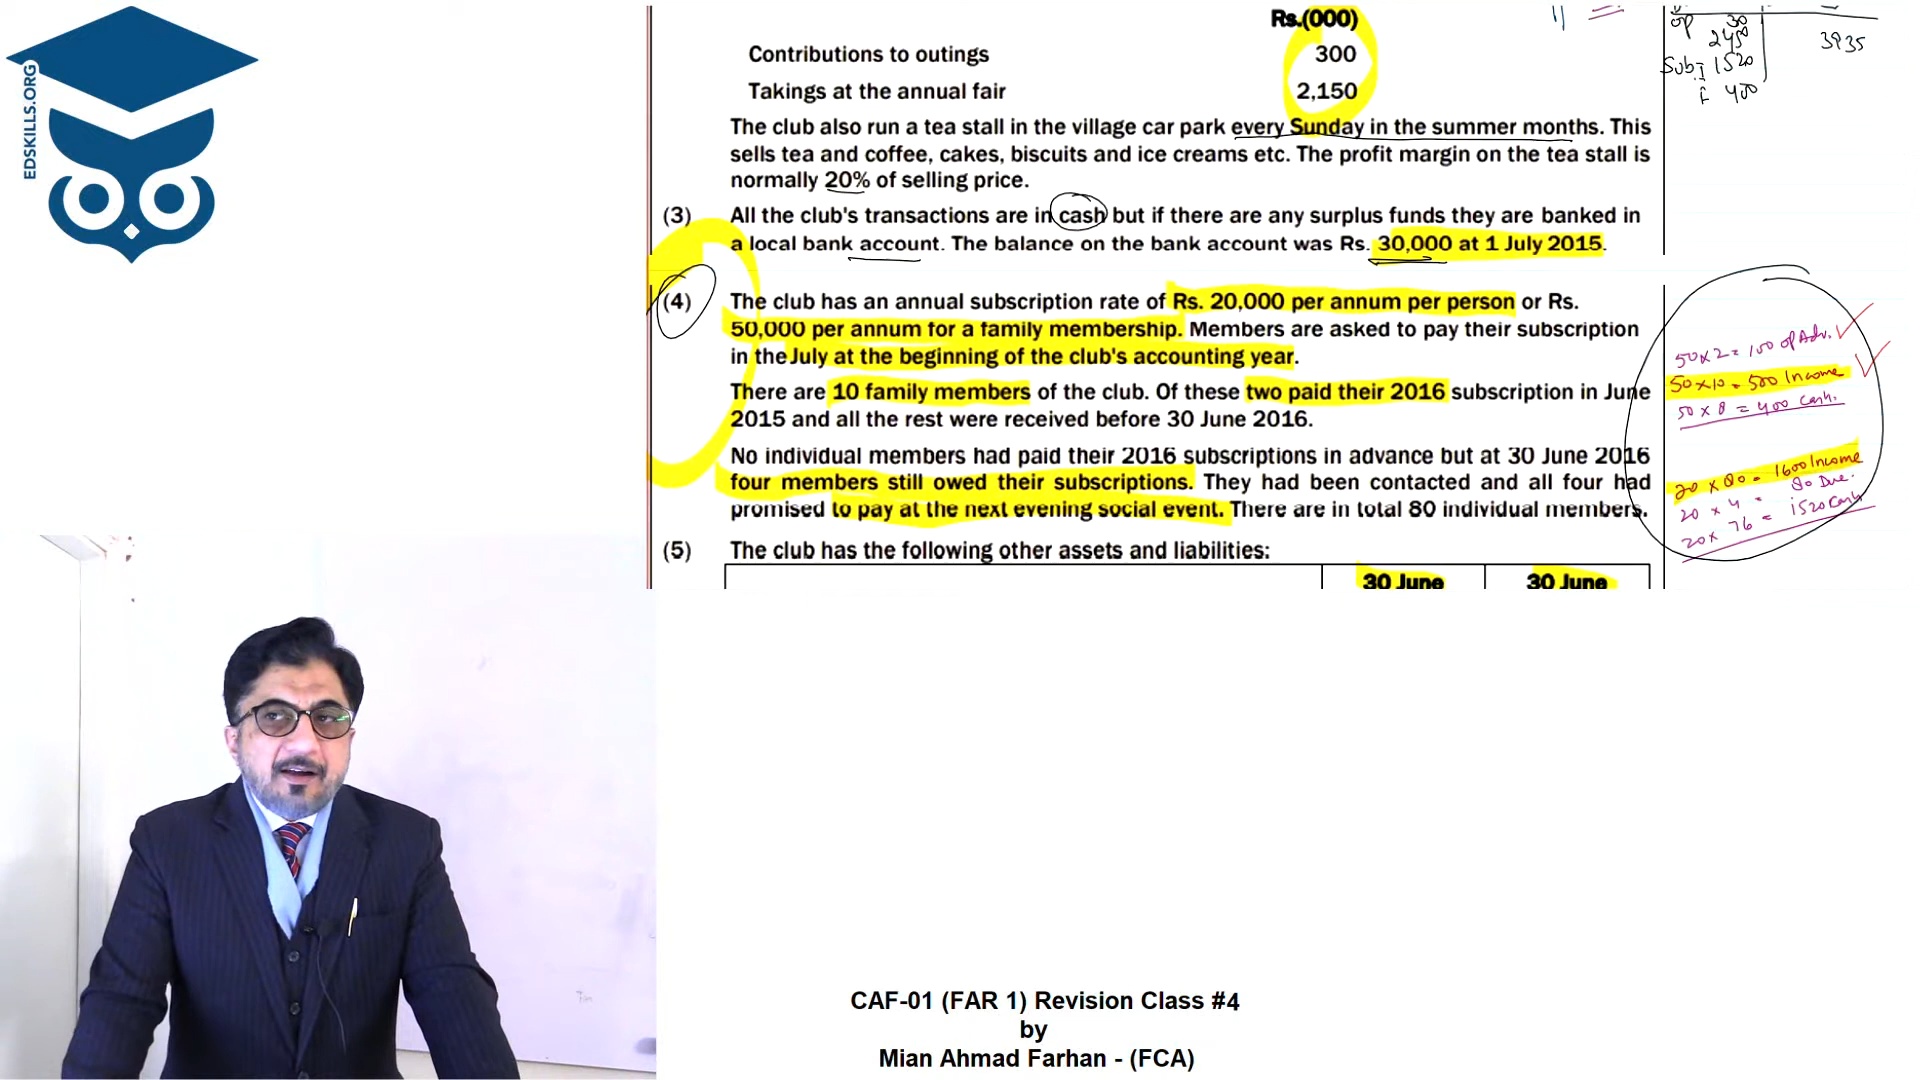 EDSKILLS.ORG
Rs.(000)
Contributions to outings 300
Takings at the annual fair 2,150
The club also run a tea stall in the village car park every Sunday in the summer months. This
sells tea and coffee, cakes, biscuits and ice creams etc. The profit margin on the tea stall is
normally 20% of selling price.
(3) All the club's transactions are in cash but if there are any surplus funds they are banked in
a local bank account. The balance on the bank account was Rs. 30,000 at 1 July 2015.
(4) The club has an annual subscription rate of Rs. 20,000 per annum per person or Rs.
50,000 per annum for a family membership. Members are asked to pay their subscription
in the July at the beginning of the club's accounting year.
There are 10 family members of the club. Of these two paid their 2016 subscription in June
2015 and all the rest were received before 30 June 2016.
No individual members had paid their 2016 subscriptions in advance but at 30 June 2016
four members still owed their subscriptions. They had been contacted and all four had
promised to pay at the next evening social event. There are in total 80 individual members.
(5) The club has the following other assets and liabilities:
30 June 30 June
op 30
2450 3935
Sub: I 1520
F 400
50 x 2 = 100 op Adv.
50 x 10 = 500 Income
50 x 8 = 400 Cash.
20 x 80 = 1600 Income
20 x 4 = 80 Due.
20 x 76 = 1520 Cash
CAF-01 (FAR 1) Revision Class #4
by
Mian Ahmad Farhan - (FCA)